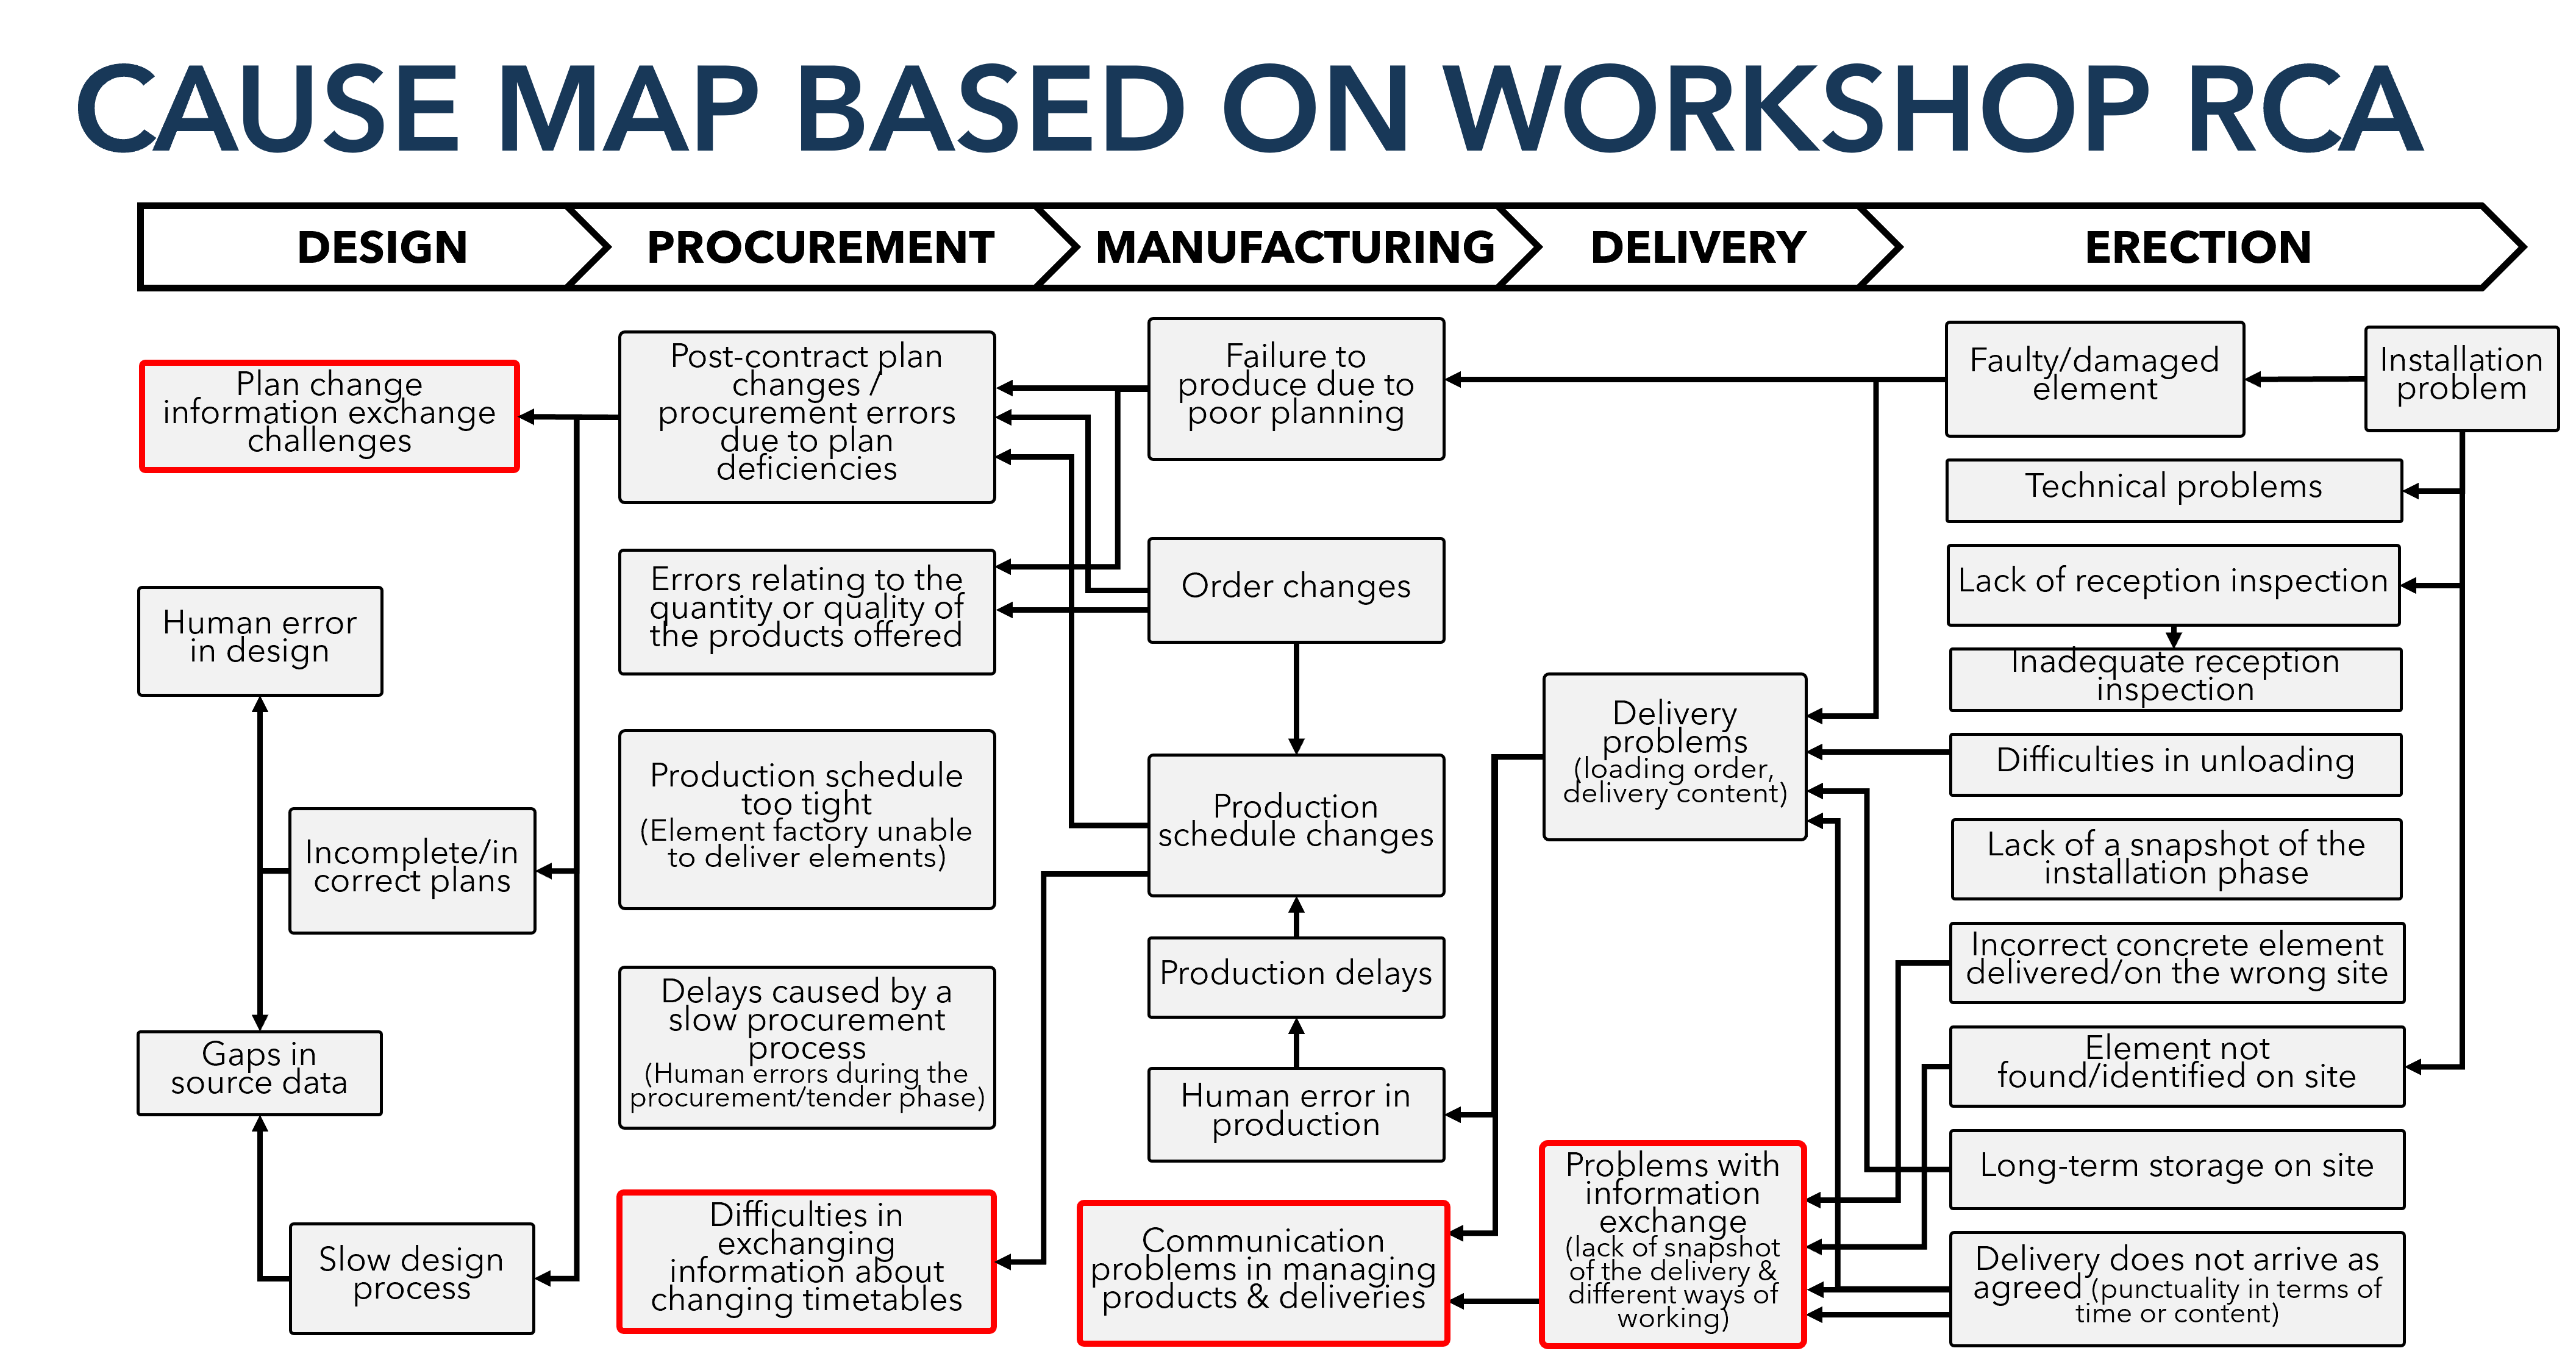 CAUSE MAP BASED ON WORKSHOP RCA
DESIGN
PROCUREMENT
MANUFACTURING
DELIVERY
ERECTION
Plan change
information exchange
challenges
Human error
in design
Incomplete/in
correct plans
Gaps in
source data
Slow design
process
Post-contract plan
changes /
procurement errors
due to plan
deficiencies
Errors relating to the
quantity or quality of
the products offered
Production schedule
too tight
(Element factory unable
to deliver elements)
Delays caused by a
slow procurement
process
(Human errors during the
procurement/tender phase)
Difficulties in
exchanging
information about
changing timetables
Failure to
produce due to
poor planning
Order changes
Production
schedule changes
Production delays
Human error in
production
Communication
problems in managing
products & deliveries
Delivery
problems
(loading order,
delivery content)
Problems with
information
exchange
(lack of snapshot
of the delivery &
different ways of
working)
Faulty/damaged
element
Installation
problem
Technical problems
Lack of reception inspection
Inadequate reception
inspection
Difficulties in unloading
Lack of a snapshot of the
installation phase
Incorrect concrete element
delivered/on the wrong site
Element not
found/identified on site
Long-term storage on site
Delivery does not arrive as
agreed (punctuality in terms of
time or content)